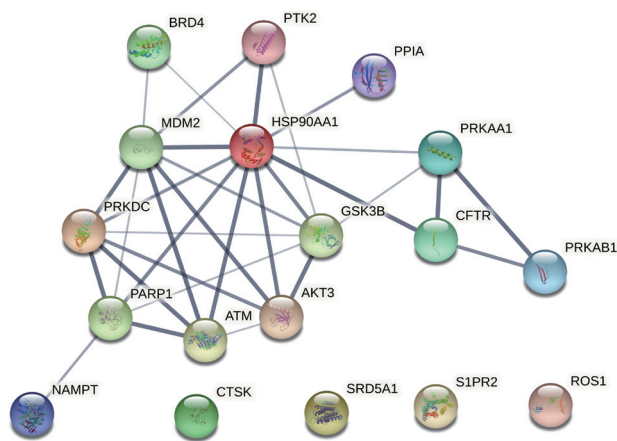 BRD4
PTK2
PPIA
MDM2
HSP90AA1
PRKAA1
PRKDC
GSK3B
CFTR
PRKAB1
PARP1
ATM
AKT3
NAMPT
CTSK
SRD5A1
S1PR2
ROS1